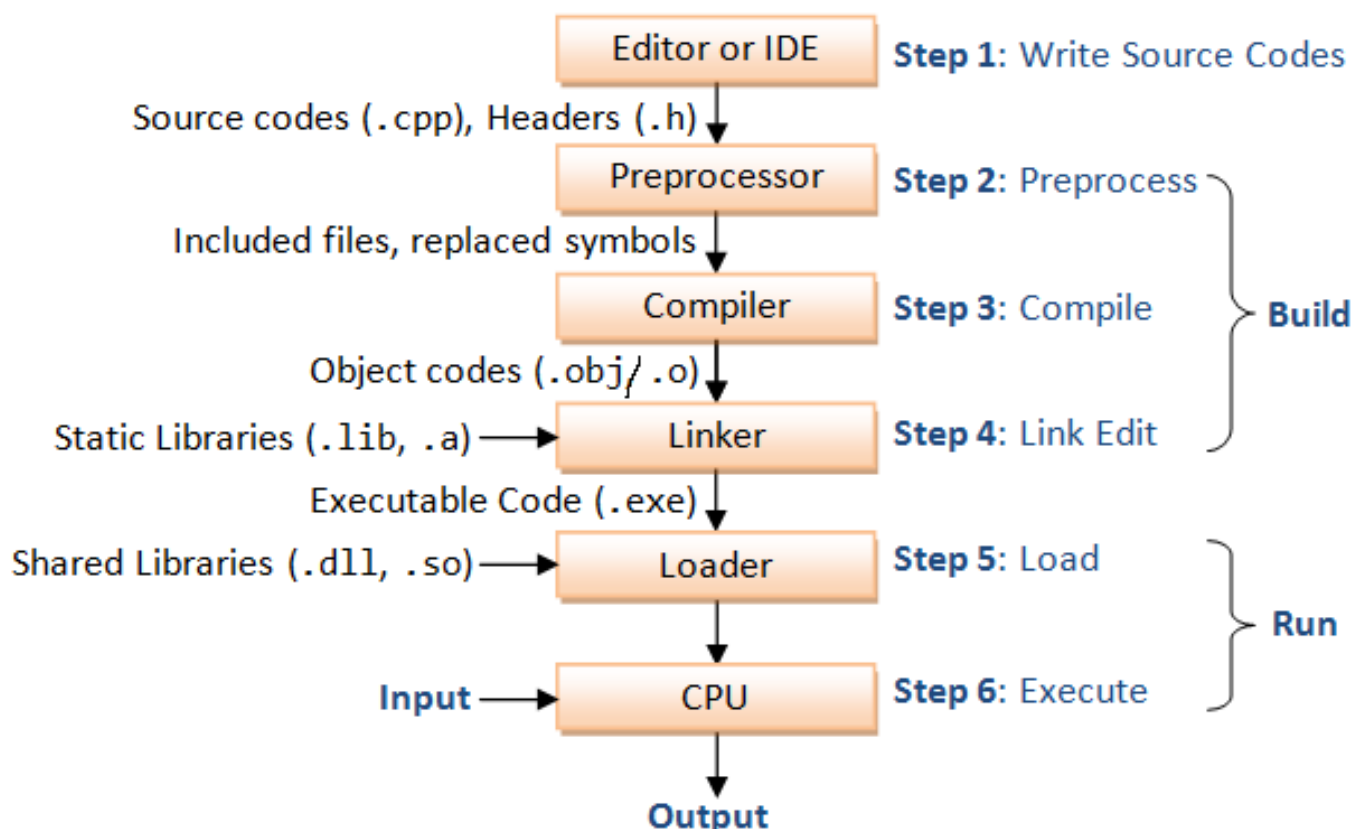 Editor or IDE
Step 1: Write Source Codes
Source codes (.cpp), Headers (.h)
Preprocessor
Step 2: Preprocess
Included files, replaced symbols
Compiler
Step 3: Compile
Build
Object codes (.obj/ .o)
Static Libraries (.lib, .a)
Linker
Step 4: Link Edit
Executable Code (.exe)
Shared Libraries (.dll, .so)
Loader
Step 5: Load
Run
Input
CPU
Step 6: Execute
Output